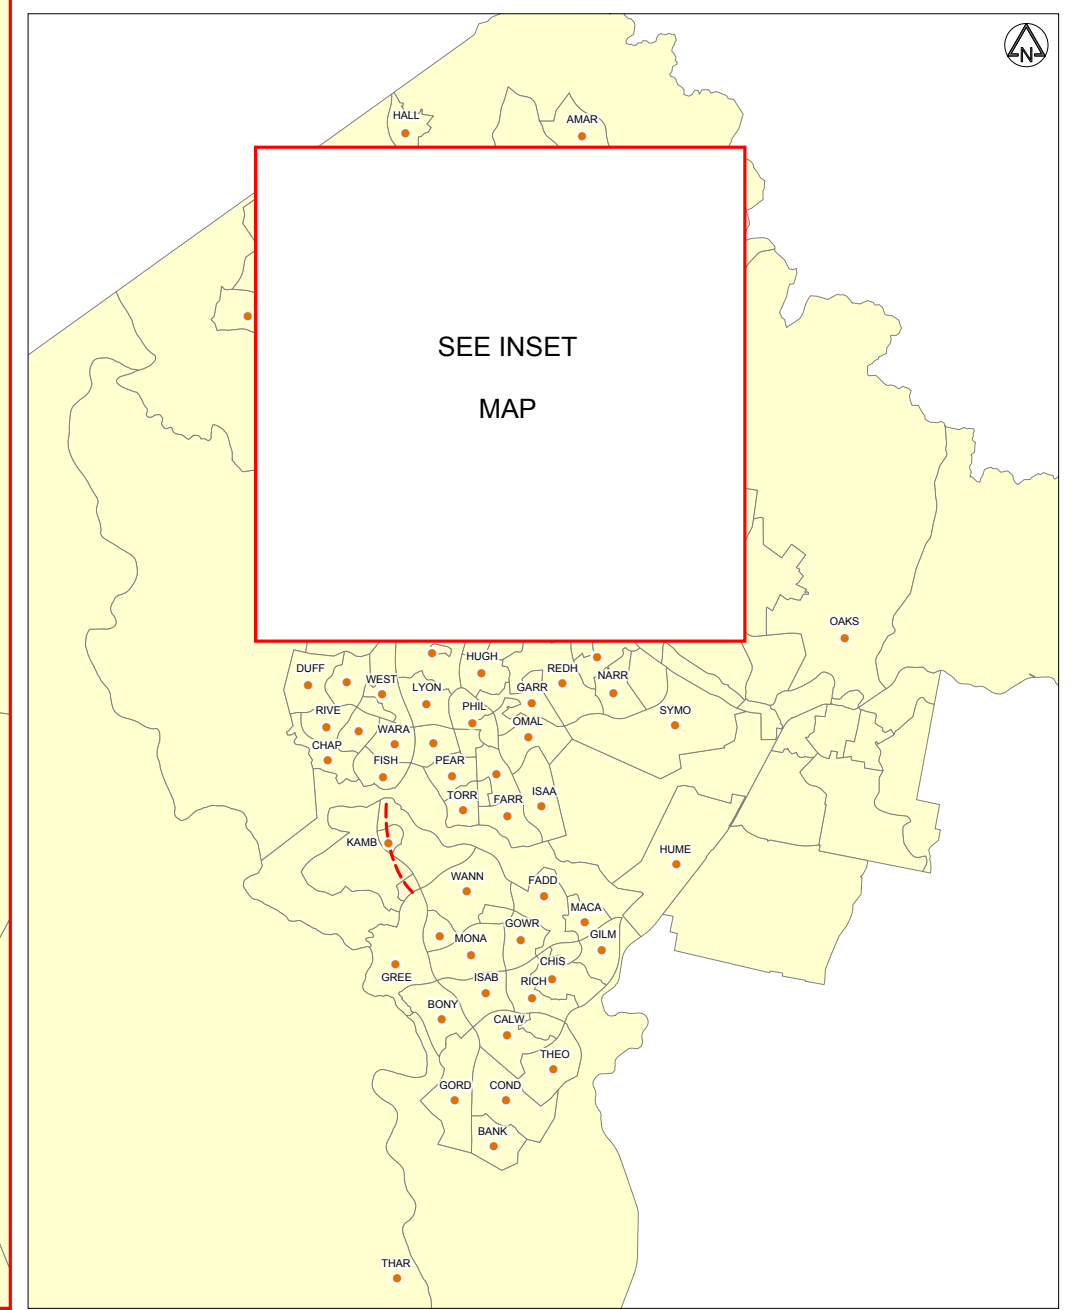 N
HALL
AMAR
SEE INSET
MAP
OAKS
HUGH
DUFF
REDH
NARR
WEST
LYON
GARR
RIVE
PHIL
SYMO
OMAL
WARA
CHAP
FISH
PEAR
TORR
FARR
ISAA
KAMB
HUME
WANN
FADD
MACA
GOWR
GILM
MONA
CHIS
GREE
ISAB
RICH
BONY
CALW
THEO
GORD
COND
BANK
THAR